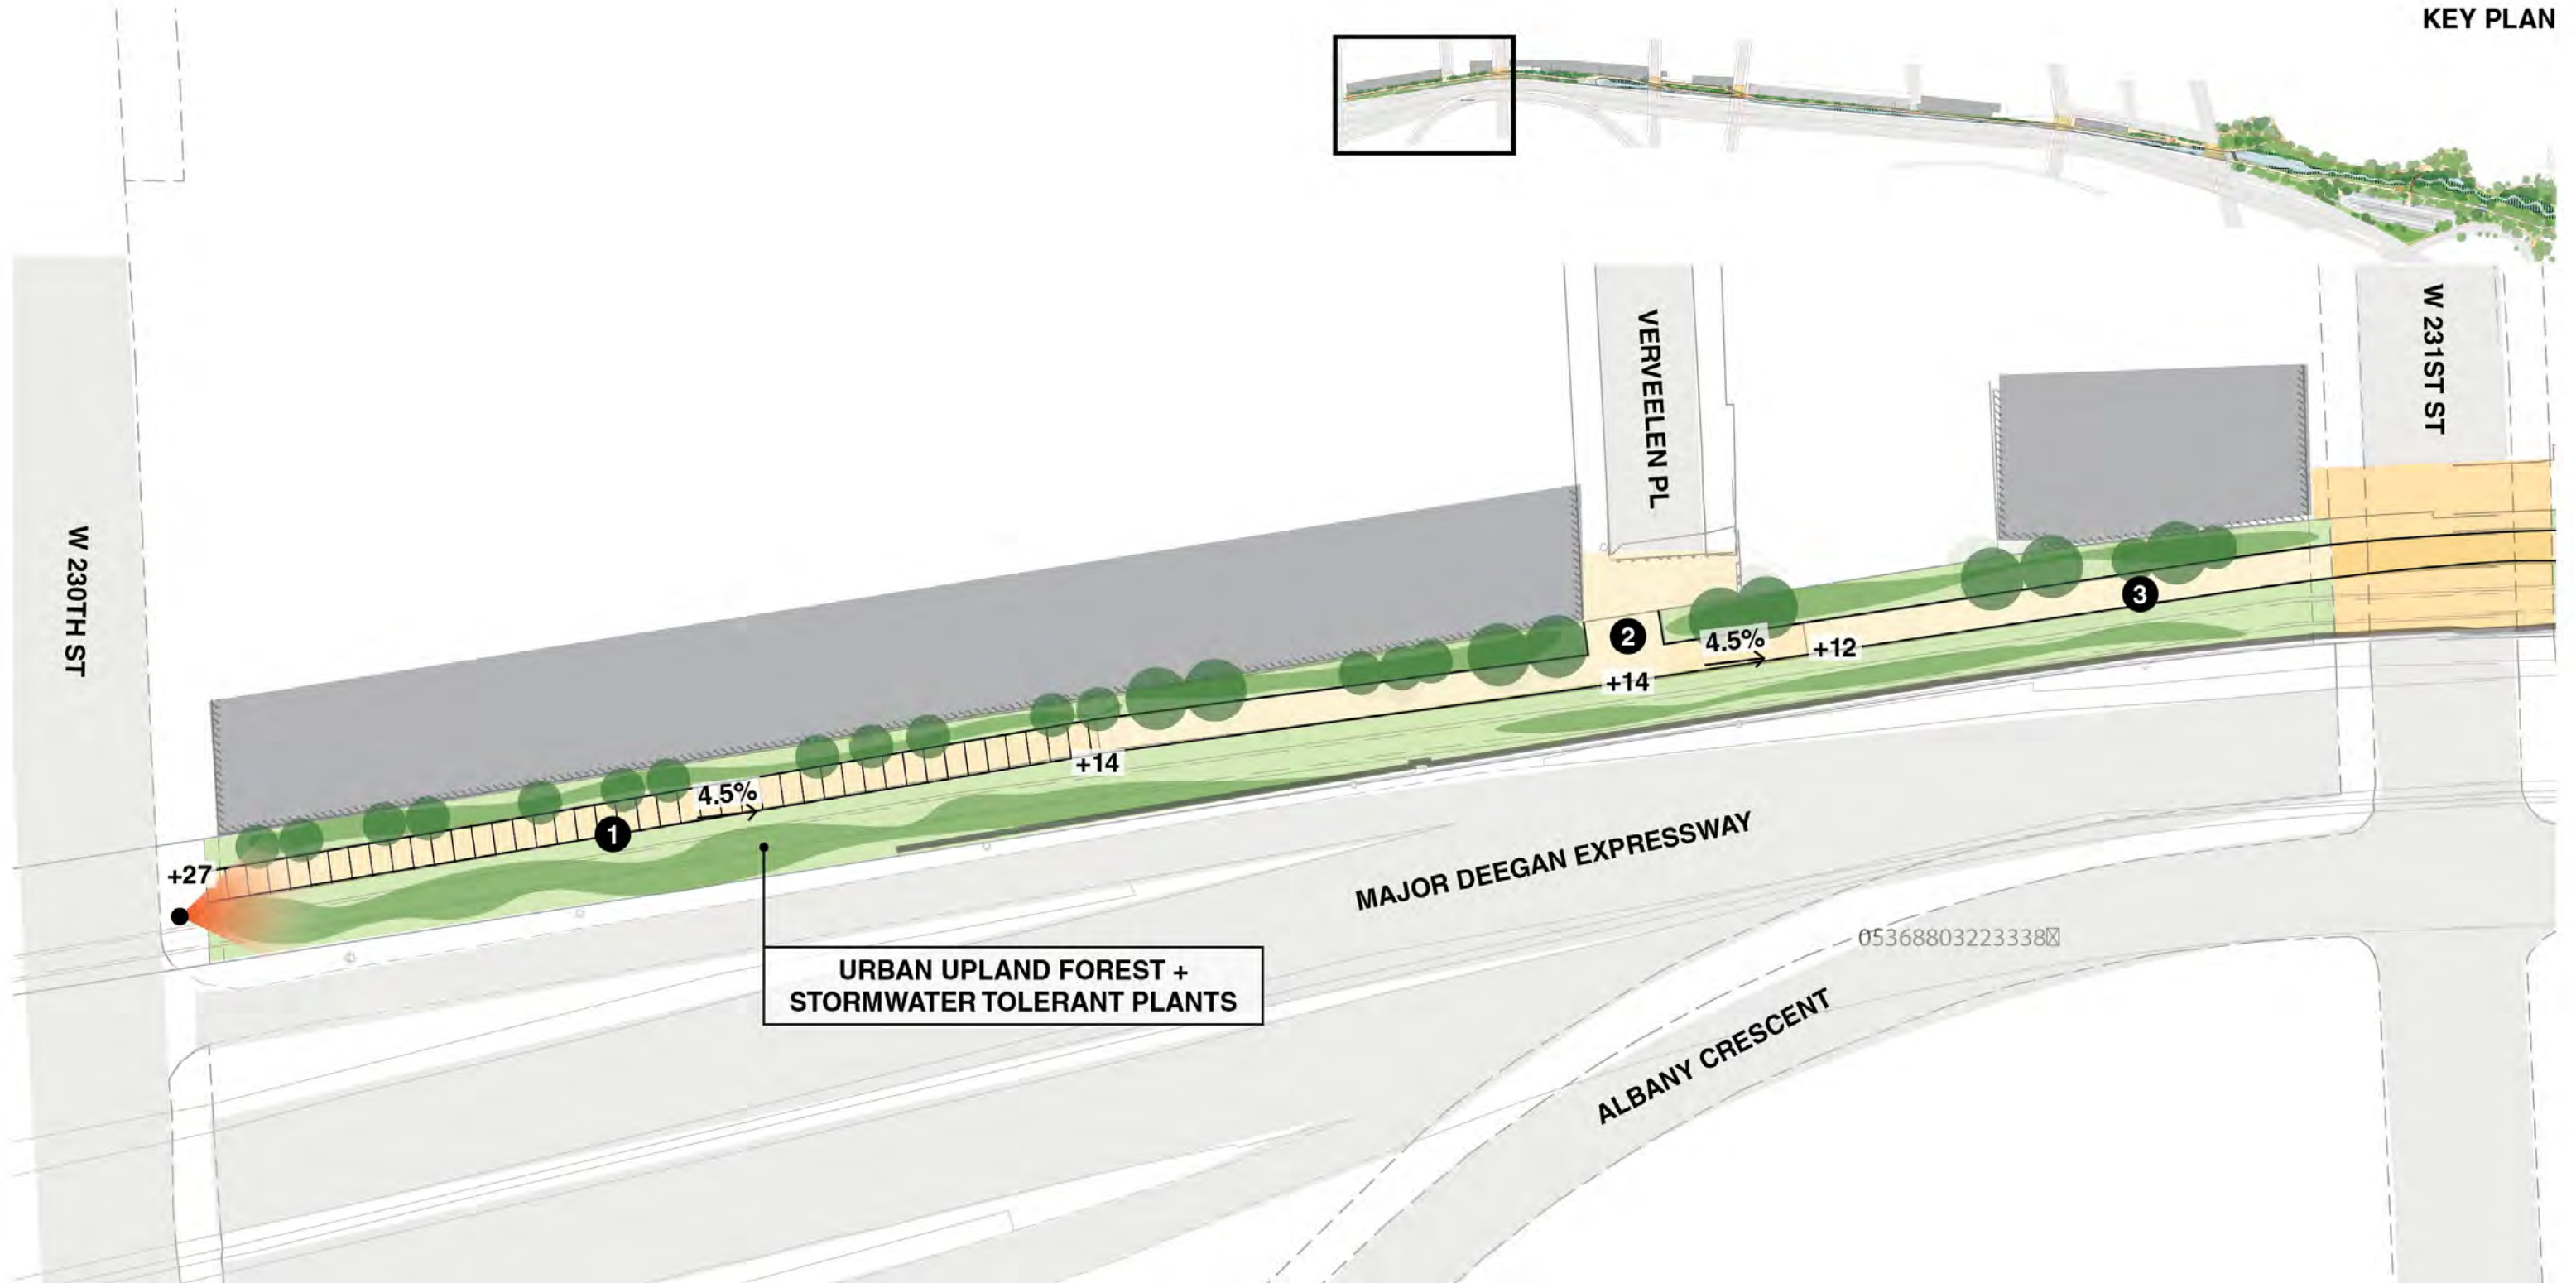 KEY PLAN
W 230TH ST
VERVEELEN PL
W 231ST ST
+27
1
4.5%
+14
2
+14
4.5%
+12
3
URBAN UPLAND FOREST +
STORMWATER TOLERANT PLANTS
MAJOR DEEGAN EXPRESSWAY
ALBANY CRESCENT
05368803223338